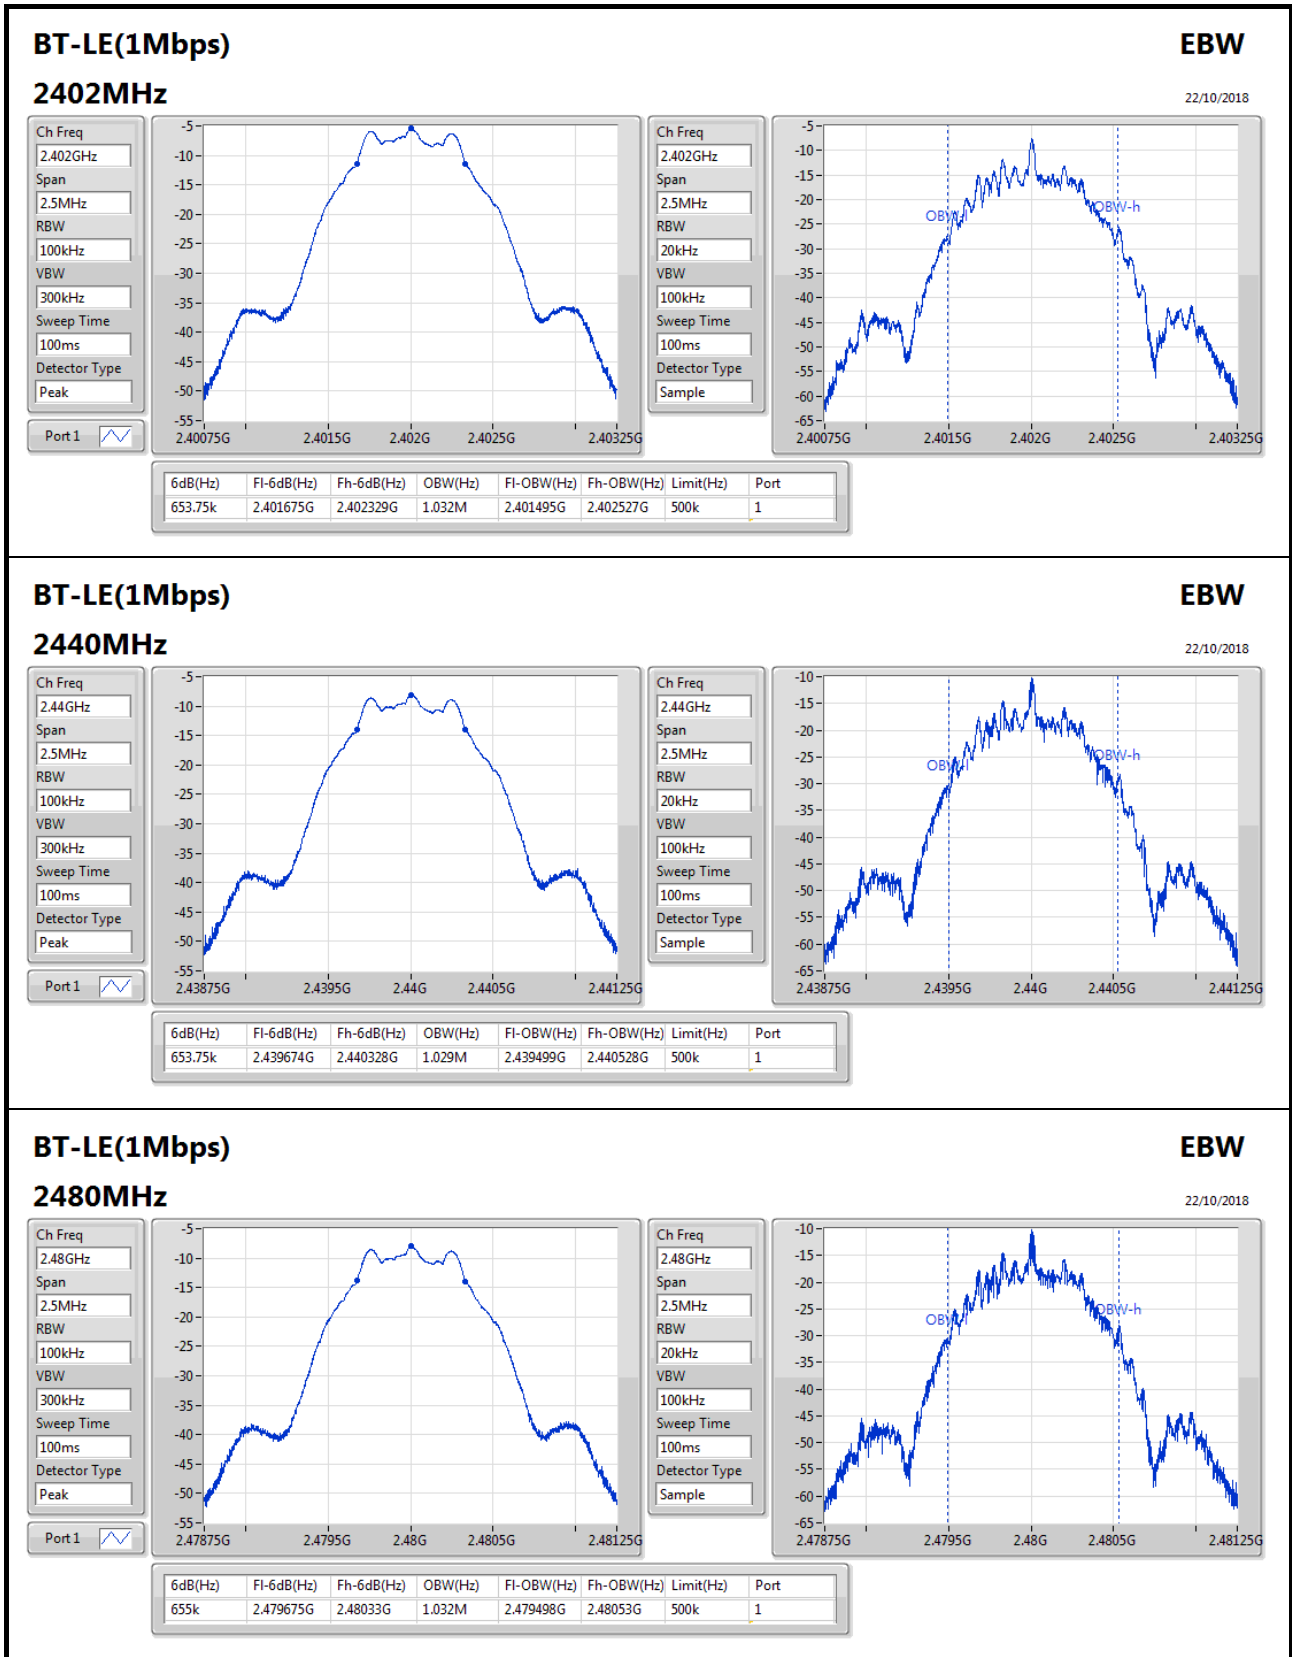 BT-LE(1Mbps) EBW
2402MHz 22/10/2018
Ch Freq
2.402GHz
Span
2.5MHz
RBW
100kHz
VBW
300kHz
Sweep Time
100ms
Detector Type
Peak
Port 1
-5
-10
-15
-20
-25
-30
-35
-40
-45
-50
-55
2.40075G 2.4015G 2.402G 2.4025G 2.40325G
Ch Freq
2.402GHz
Span
2.5MHz
RBW
20kHz
VBW
100kHz
Sweep Time
100ms
Detector Type
Sample
-5
-10
-15
-20
-25
-30
-35
-40
-45
-50
-55
-60
-65
OBW-l OBW-h
2.40075G 2.4015G 2.402G 2.4025G 2.40325G
6dB(Hz) Fl-6dB(Hz) Fh-6dB(Hz) OBW(Hz) Fl-OBW(Hz) Fh-OBW(Hz) Limit(Hz) Port
653.75k 2.401675G 2.402329G 1.032M 2.401495G 2.402527G 500k 1
BT-LE(1Mbps) EBW
2440MHz 22/10/2018
Ch Freq
2.44GHz
Span
2.5MHz
RBW
100kHz
VBW
300kHz
Sweep Time
100ms
Detector Type
Peak
Port 1
-5
-10
-15
-20
-25
-30
-35
-40
-45
-50
-55
2.43875G 2.4395G 2.44G 2.4405G 2.44125G
Ch Freq
2.44GHz
Span
2.5MHz
RBW
20kHz
VBW
100kHz
Sweep Time
100ms
Detector Type
Sample
-10
-15
-20
-25
-30
-35
-40
-45
-50
-55
-60
-65
OBW-l OBW-h
2.43875G 2.4395G 2.44G 2.4405G 2.44125G
6dB(Hz) Fl-6dB(Hz) Fh-6dB(Hz) OBW(Hz) Fl-OBW(Hz) Fh-OBW(Hz) Limit(Hz) Port
653.75k 2.439674G 2.440328G 1.029M 2.439499G 2.440528G 500k 1
BT-LE(1Mbps) EBW
2480MHz 22/10/2018
Ch Freq
2.48GHz
Span
2.5MHz
RBW
100kHz
VBW
300kHz
Sweep Time
100ms
Detector Type
Peak
Port 1
-5
-10
-15
-20
-25
-30
-35
-40
-45
-50
-55
2.47875G 2.4795G 2.48G 2.4805G 2.48125G
Ch Freq
2.48GHz
Span
2.5MHz
RBW
20kHz
VBW
100kHz
Sweep Time
100ms
Detector Type
Sample
-10
-15
-20
-25
-30
-35
-40
-45
-50
-55
-60
-65
OBW-l OBW-h
2.47875G 2.4795G 2.48G 2.4805G 2.48125G
6dB(Hz) Fl-6dB(Hz) Fh-6dB(Hz) OBW(Hz) Fl-OBW(Hz) Fh-OBW(Hz) Limit(Hz) Port
655k 2.479675G 2.48033G 1.032M 2.479498G 2.48053G 500k 1